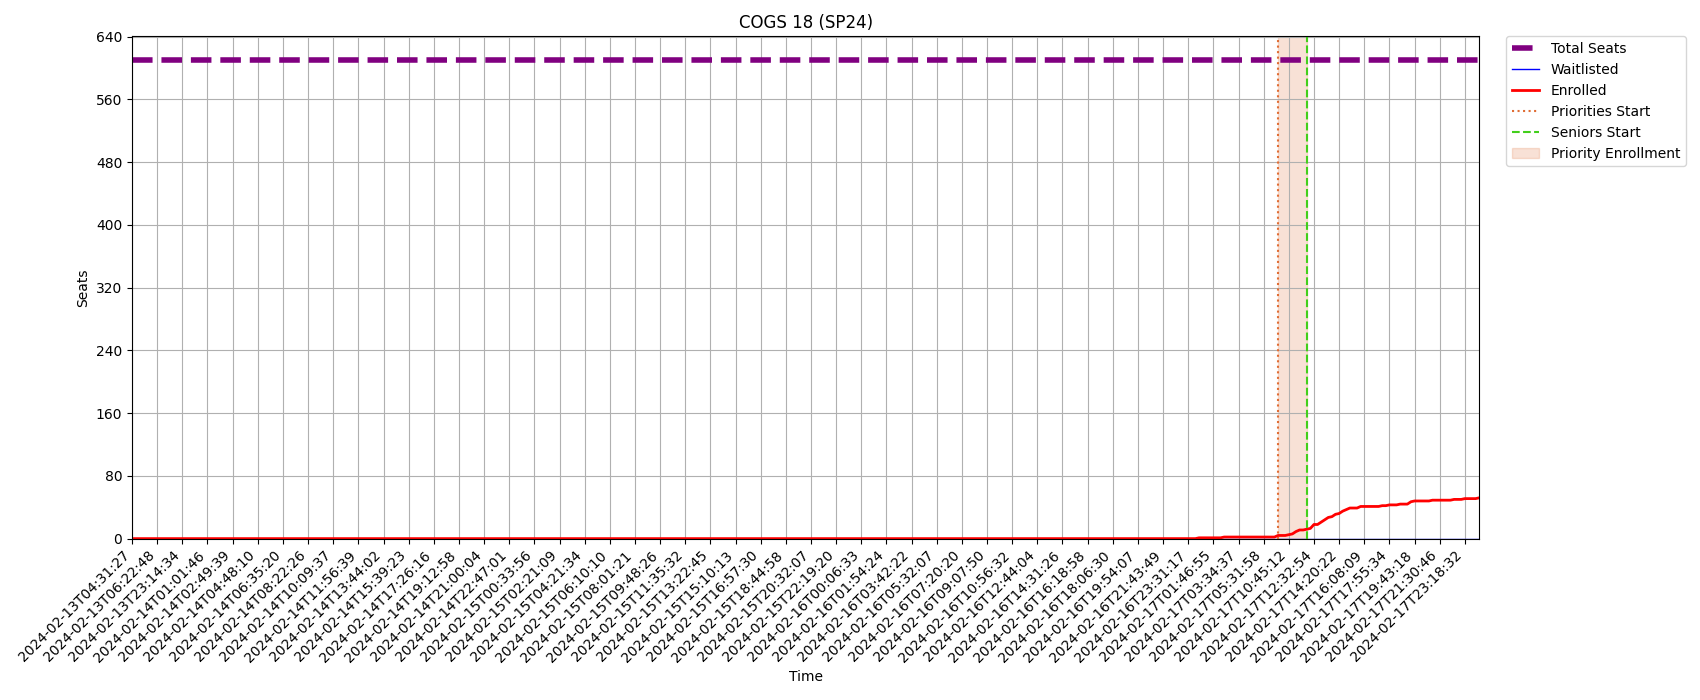 COGS 18 (SP24)
640
560
480
400
320
240
160
80
0
Seats
2024-02-13T04:31:27
2024-02-13T06:22:48
2024-02-13T23:14:34
2024-02-14T01:01:46
2024-02-14T02:49:39
2024-02-14T04:48:10
2024-02-14T06:35:20
2024-02-14T08:22:26
2024-02-14T10:09:37
2024-02-14T11:56:39
2024-02-14T13:44:02
2024-02-14T15:39:23
2024-02-14T17:26:16
2024-02-14T19:12:58
2024-02-14T21:00:04
2024-02-14T22:47:01
2024-02-15T00:33:56
2024-02-15T02:21:09
2024-02-15T04:21:34
2024-02-15T06:10:10
2024-02-15T08:01:21
2024-02-15T09:48:26
2024-02-15T11:35:32
2024-02-15T13:22:45
2024-02-15T15:10:13
2024-02-15T16:57:30
2024-02-15T18:44:58
2024-02-15T20:32:07
2024-02-15T22:19:20
2024-02-16T00:06:33
2024-02-16T01:54:24
2024-02-16T03:42:22
2024-02-16T05:32:07
2024-02-16T07:20:20
2024-02-16T09:07:50
2024-02-16T10:56:32
2024-02-16T12:44:04
2024-02-16T14:31:26
2024-02-16T16:18:58
2024-02-16T18:06:30
2024-02-16T19:54:07
2024-02-16T21:43:49
2024-02-16T23:31:17
2024-02-17T01:46:55
2024-02-17T03:34:37
2024-02-17T05:31:58
2024-02-17T10:45:12
2024-02-17T12:32:54
2024-02-17T14:20:22
2024-02-17T16:08:09
2024-02-17T17:55:34
2024-02-17T19:43:18
2024-02-17T21:30:46
2024-02-17T23:18:32
Time
Total Seats
Waitlisted
Enrolled
Priorities Start
Seniors Start
Priority Enrollment